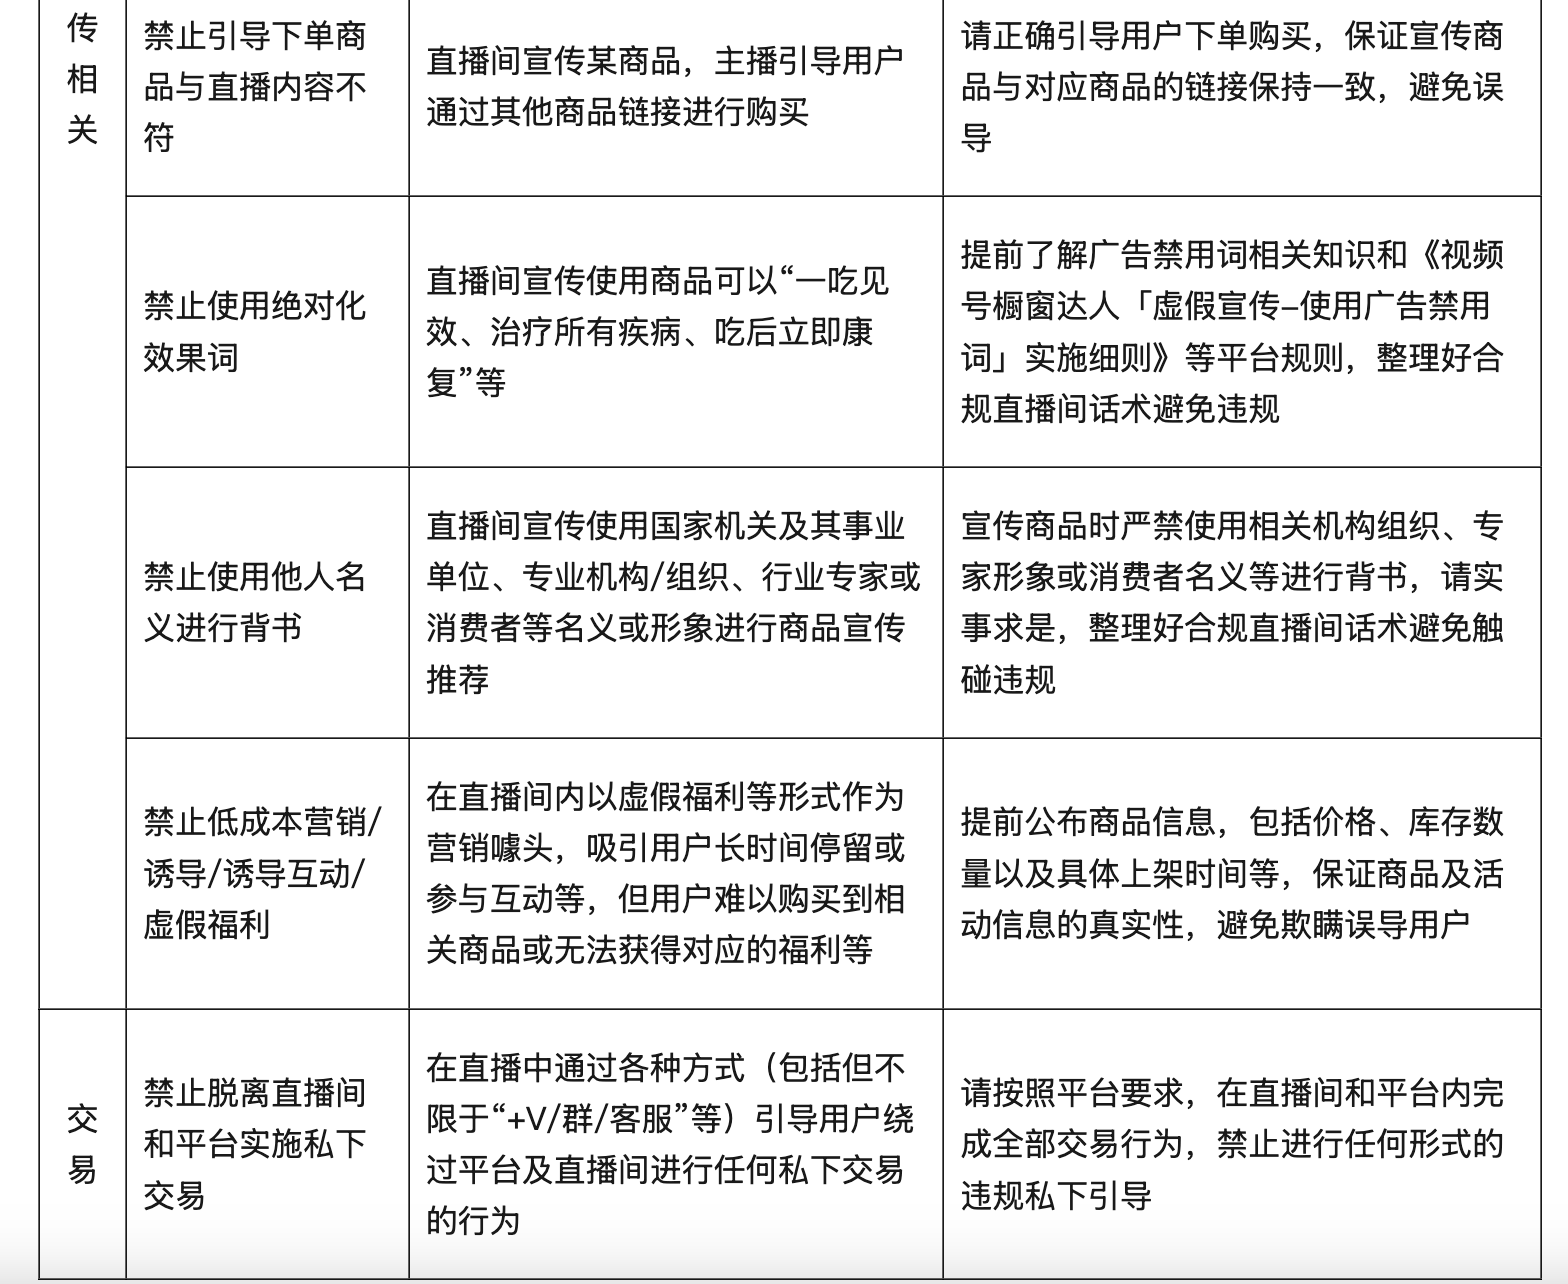 传
相
关
禁止引导下单商
品与直播内容不
符
直播间宣传某商品，主播引导用户
通过其他商品链接进行购买
请正确引导用户下单购买，保证宣传商
品与对应商品的链接保持一致，避免误
导
禁止使用绝对化
效果词
直播间宣传使用商品可以“一吃见
效、治疗所有疾病、吃后立即康
复”等
提前了解广告禁用词相关知识和《视频
号橱窗达人「虚假宣传–使用广告禁用
词」实施细则》等平台规则，整理好合
规直播间话术避免违规
禁止使用他人名
义进行背书
直播间宣传使用国家机关及其事业
单位、专业机构/组织、行业专家或
消费者等名义或形象进行商品宣传
推荐
宣传商品时严禁使用相关机构组织、专
家形象或消费者名义等进行背书，请实
事求是，整理好合规直播间话术避免触
碰违规
禁止低成本营销/
诱导/诱导互动/
虚假福利
在直播间内以虚假福利等形式作为
营销噱头，吸引用户长时间停留或
参与互动等，但用户难以购买到相
关商品或无法获得对应的福利等
提前公布商品信息，包括价格、库存数
量以及具体上架时间等，保证商品及活
动信息的真实性，避免欺瞒误导用户
交
易
禁止脱离直播间
和平台实施私下
交易
在直播中通过各种方式（包括但不
限于“+V/群/客服”等）引导用户绕
过平台及直播间进行任何私下交易
的行为
请按照平台要求，在直播间和平台内完
成全部交易行为，禁止进行任何形式的
违规私下引导